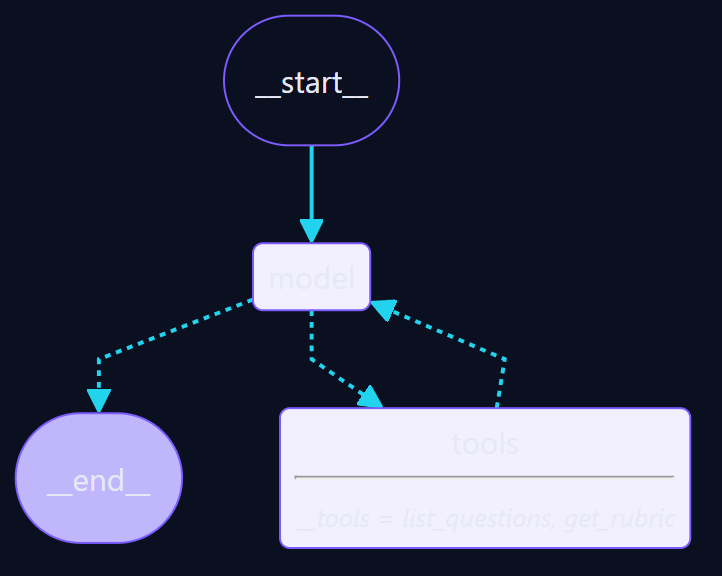 __start__
model
tools
__end__
__tools = list_questions, get_rubric